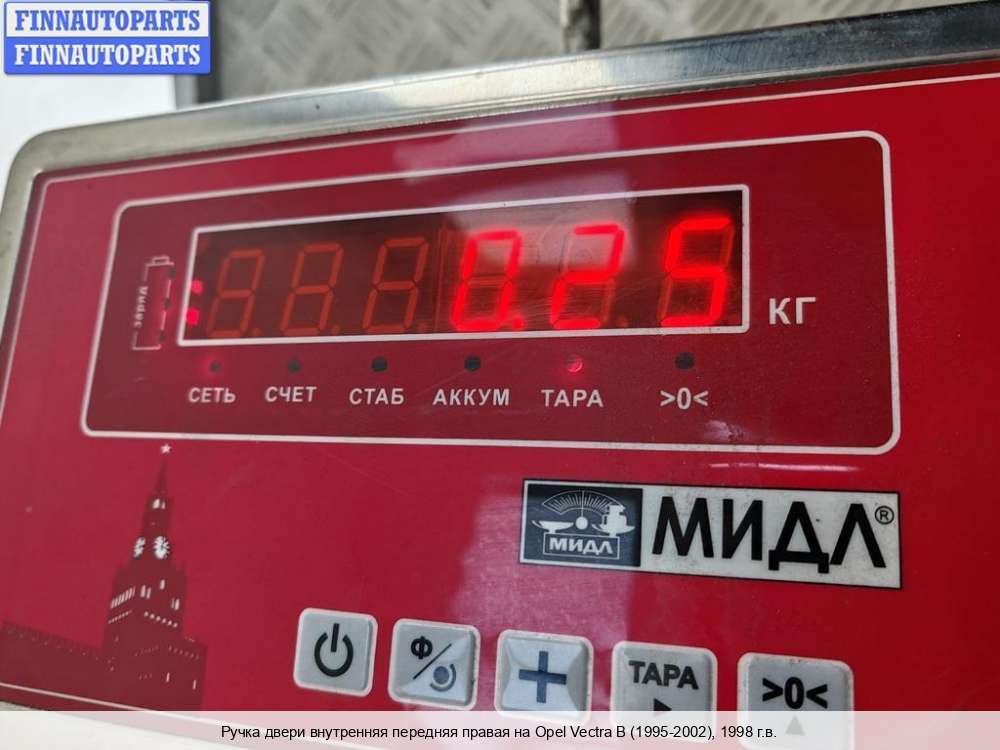 FINNAUTOPARTS
FINNAUTOPARTS
заряд
0.25
КГ
СЕТЬ СЧЕТ СТАБ АККУМ ТАРА >0<
МИДЛ
МИДЛ®
Ф
ТАРА
>0<
Ручка двери внутренняя передняя правая на Opel Vectra B (1995-2002), 1998 г.в.